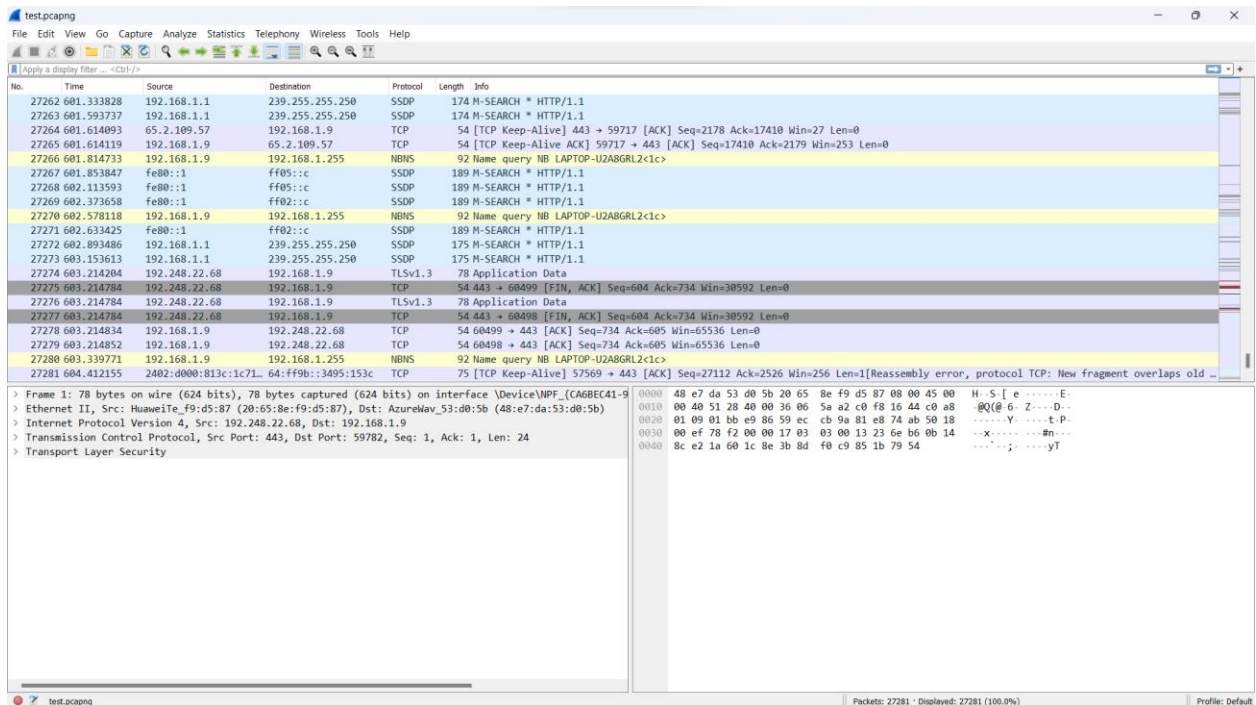 test.pcapng
File Edit View Go Capture Analyze Statistics Telephony Wireless Tools Help
Apply a display filter ... <Ctrl-/>
No. Time Source Destination Protocol Length Info
27262 601.333828 192.168.1.1 239.255.255.250 SSDP 174 M-SEARCH * HTTP/1.1
27263 601.593737 192.168.1.1 239.255.255.250 SSDP 174 M-SEARCH * HTTP/1.1
27264 601.614093 65.2.109.57 192.168.1.9 TCP 54 [TCP Keep-Alive] 443 → 59717 [ACK] Seq=2178 Ack=17410 Win=27 Len=0
27265 601.614119 192.168.1.9 65.2.109.57 TCP 54 [TCP Keep-Alive ACK] 59717 → 443 [ACK] Seq=17410 Ack=2179 Win=253 Len=0
27266 601.814733 192.168.1.9 192.168.1.255 NBNS 92 Name query NB LAPTOP-U2A8GRL2<1c>
27267 601.853847 fe80::1 ff05::c SSDP 189 M-SEARCH * HTTP/1.1
27268 602.113593 fe80::1 ff05::c SSDP 189 M-SEARCH * HTTP/1.1
27269 602.373658 fe80::1 ff02::c SSDP 189 M-SEARCH * HTTP/1.1
27270 602.578118 192.168.1.9 192.168.1.255 NBNS 92 Name query NB LAPTOP-U2A8GRL2<1c>
27271 602.633425 fe80::1 ff02::c SSDP 189 M-SEARCH * HTTP/1.1
27272 602.893486 192.168.1.1 239.255.255.250 SSDP 175 M-SEARCH * HTTP/1.1
27273 603.153613 192.168.1.1 239.255.255.250 SSDP 175 M-SEARCH * HTTP/1.1
27274 603.214204 192.248.22.68 192.168.1.9 TLSv1.3 78 Application Data
27275 603.214784 192.248.22.68 192.168.1.9 TCP 54 443 → 60499 [FIN, ACK] Seq=604 Ack=734 Win=30592 Len=0
27276 603.214784 192.248.22.68 192.168.1.9 TLSv1.3 78 Application Data
27277 603.214784 192.248.22.68 192.168.1.9 TCP 54 443 → 60498 [FIN, ACK] Seq=604 Ack=734 Win=30592 Len=0
27278 603.214834 192.168.1.9 192.248.22.68 TCP 54 60499 → 443 [ACK] Seq=734 Ack=605 Win=65536 Len=0
27279 603.214852 192.168.1.9 192.248.22.68 TCP 54 60498 → 443 [ACK] Seq=734 Ack=605 Win=65536 Len=0
27280 603.339771 192.168.1.9 192.168.1.255 NBNS 92 Name query NB LAPTOP-U2A8GRL2<1c>
27281 604.412155 2402:d000:813c:1c71… 64:ff9b::3495:153c TCP 75 [TCP Keep-Alive] 57569 → 443 [ACK] Seq=27112 Ack=2526 Win=256 Len=1[Reassembly error, protocol TCP: New fragment overlaps old …
> Frame 1: 78 bytes on wire (624 bits), 78 bytes captured (624 bits) on interface \Device\NPF_{CA6BEC41-9
> Ethernet II, Src: HuaweiTe_f9:d5:87 (20:65:8e:f9:d5:87), Dst: AzureWav_53:d0:5b (48:e7:da:53:d0:5b)
> Internet Protocol Version 4, Src: 192.248.22.68, Dst: 192.168.1.9
> Transmission Control Protocol, Src Port: 443, Dst Port: 59782, Seq: 1, Ack: 1, Len: 24
> Transport Layer Security
0000 48 e7 da 53 d0 5b 20 65 8e f9 d5 87 08 00 45 00 H··S·[ e ······E·
0010 00 40 51 28 40 00 36 06 5a a2 c0 f8 16 44 c0 a8 ·@Q(@·6· Z····D··
0020 01 09 01 bb e9 86 59 ec cb 9a 81 e8 74 ab 50 18 ······Y· ····t·P·
0030 00 ef 78 f2 00 00 17 03 03 00 13 23 6e b6 0b 14 ··x····· ···#n···
0040 8c e2 1a 60 1c 8e 3b 8d f0 c9 85 1b 79 54 ···`··;· ····yT
test.pcapng
Packets: 27281 · Displayed: 27281 (100.0%)
Profile: Default